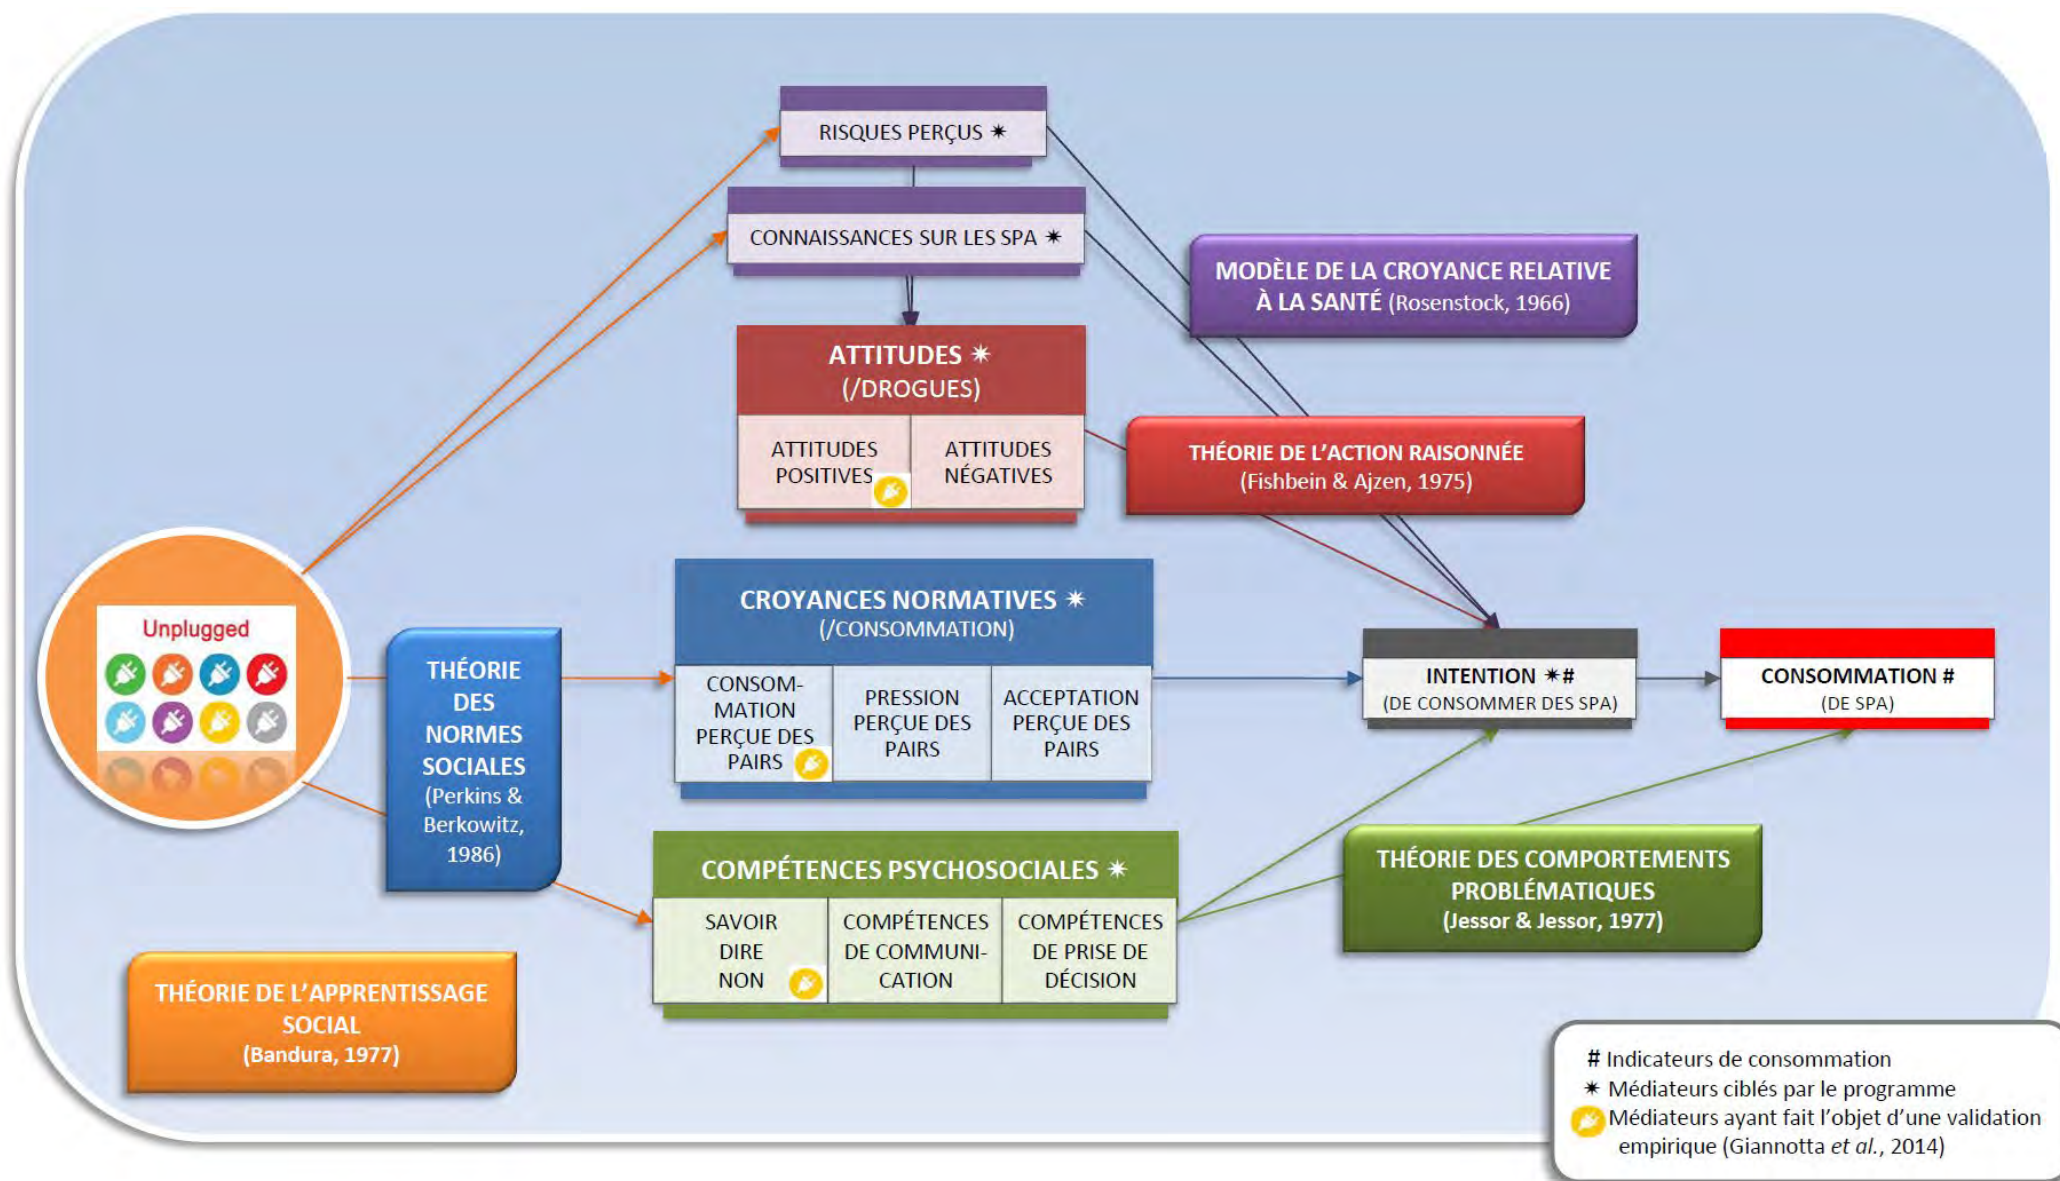 RISQUES PERÇUS ✷
CONNAISSANCES SUR LES SPA ✷
MODÈLE DE LA CROYANCE RELATIVE
À LA SANTÉ (Rosenstock, 1966)
ATTITUDES ✷
(/DROGUES)
ATTITUDES
POSITIVES
ATTITUDES
NÉGATIVES
THÉORIE DE L’ACTION RAISONNÉE
(Fishbein & Ajzen, 1975)
Unplugged
THÉORIE
DES
NORMES
SOCIALES
(Perkins &
Berkowitz,
1986)
CROYANCES NORMATIVES ✷
(/CONSOMMATION)
CONSOM-
MATION
PERÇUE DES
PAIRS
PRESSION
PERÇUE DES
PAIRS
ACCEPTATION
PERÇUE DES
PAIRS
INTENTION ✷#
(DE CONSOMMER DES SPA)
CONSOMMATION #
(DE SPA)
COMPÉTENCES PSYCHOSOCIALES ✷
SAVOIR
DIRE
NON
COMPÉTENCES
DE COMMUNI-
CATION
COMPÉTENCES
DE PRISE DE
DÉCISION
THÉORIE DES COMPORTEMENTS
PROBLÉMATIQUES
(Jessor & Jessor, 1977)
THÉORIE DE L’APPRENTISSAGE
SOCIAL
(Bandura, 1977)
# Indicateurs de consommation
✷ Médiateurs ciblés par le programme
Médiateurs ayant fait l’objet d’une validation
empirique (Giannotta et al., 2014)